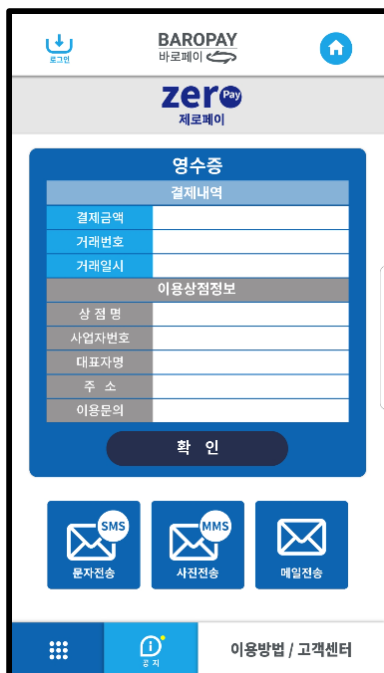 로그인
BAROPAY
바로페이
zero Pay
제로페이
영수증
결제내역
결제금액
거래번호
거래일시
이용상점정보
상 점 명
사업자번호
대표자명
주 소
이용문의
확 인
SMS
문자전송
MMS
사진전송
메일전송
공 지
이용방법 / 고객센터